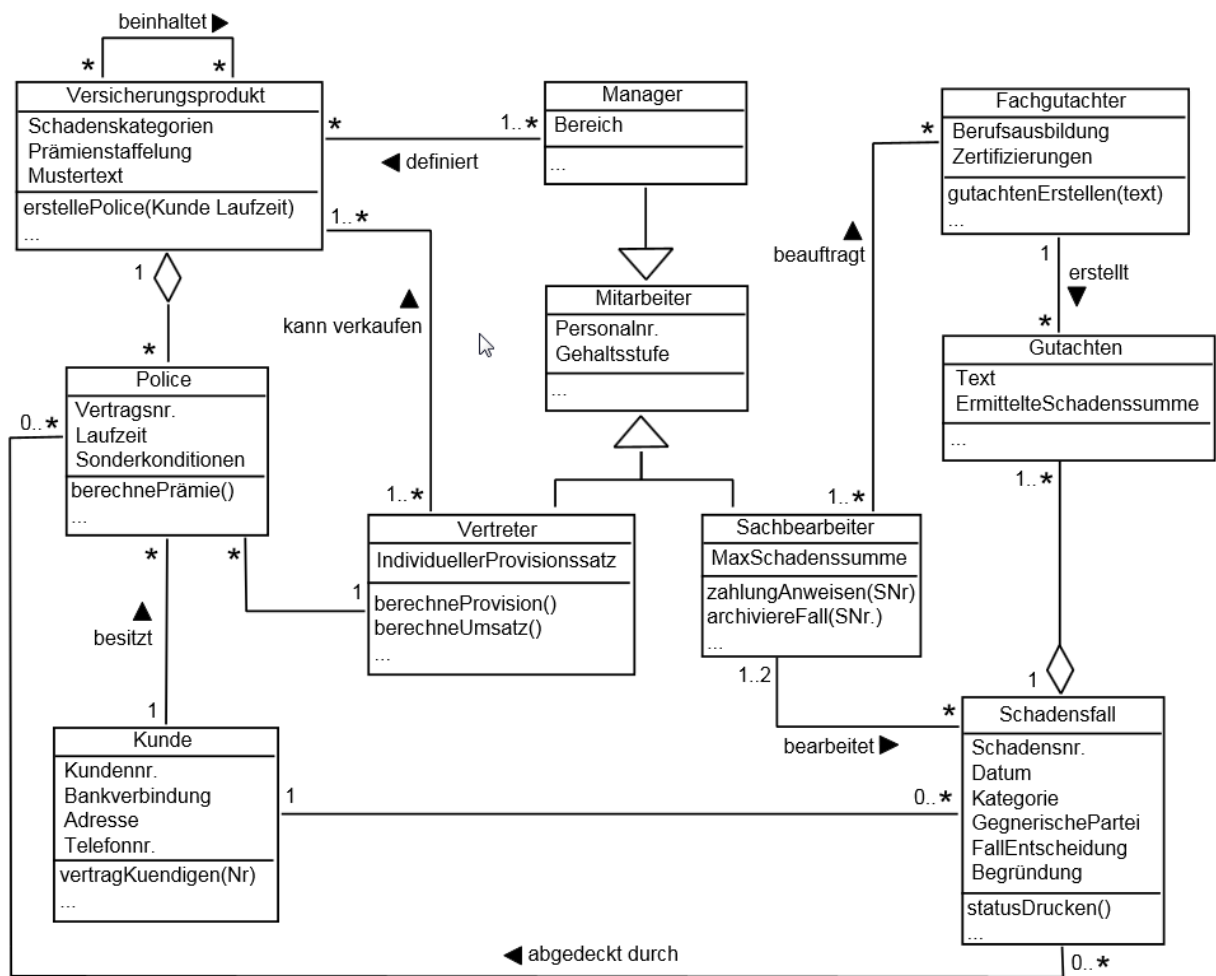 beinhaltet ▶
* *
Versicherungsprodukt
Schadenskategorien
Prämienstaffelung
Mustertext
erstellePolice(Kunde Laufzeit)
...
* 1..*
◀ definiert
Manager
Bereich
...
Fachgutachter
Berufsausbildung
Zertifizierungen
gutachtenErstellen(text)
...
*
▲
beauftragt
1..*
1
erstellt
▼
*
1..*
▲
kann verkaufen
1..*
Mitarbeiter
Personalnr.
Gehaltsstufe
...
Gutachten
Text
ErmittelteSchadenssumme
...
1..*
1
1
*
Police
Vertragsnr.
Laufzeit
Sonderkonditionen
berechnePrämie()
...
0..*
* *
1
▲
besitzt
1
Vertreter
IndividuellerProvisionssatz
berechneProvision()
berechneUmsatz()
...
Sachbearbeiter
MaxSchadenssumme
zahlungAnweisen(SNr)
archiviereFall(SNr.)
...
1..2
*
bearbeitet ▶
Kunde
Kundennr.
Bankverbindung
Adresse
Telefonnr.
vertragKuendigen(Nr)
...
1 0..*
Schadensfall
Schadensnr.
Datum
Kategorie
GegnerischePartei
FallEntscheidung
Begründung
statusDrucken()
...
◀ abgedeckt durch
0..*